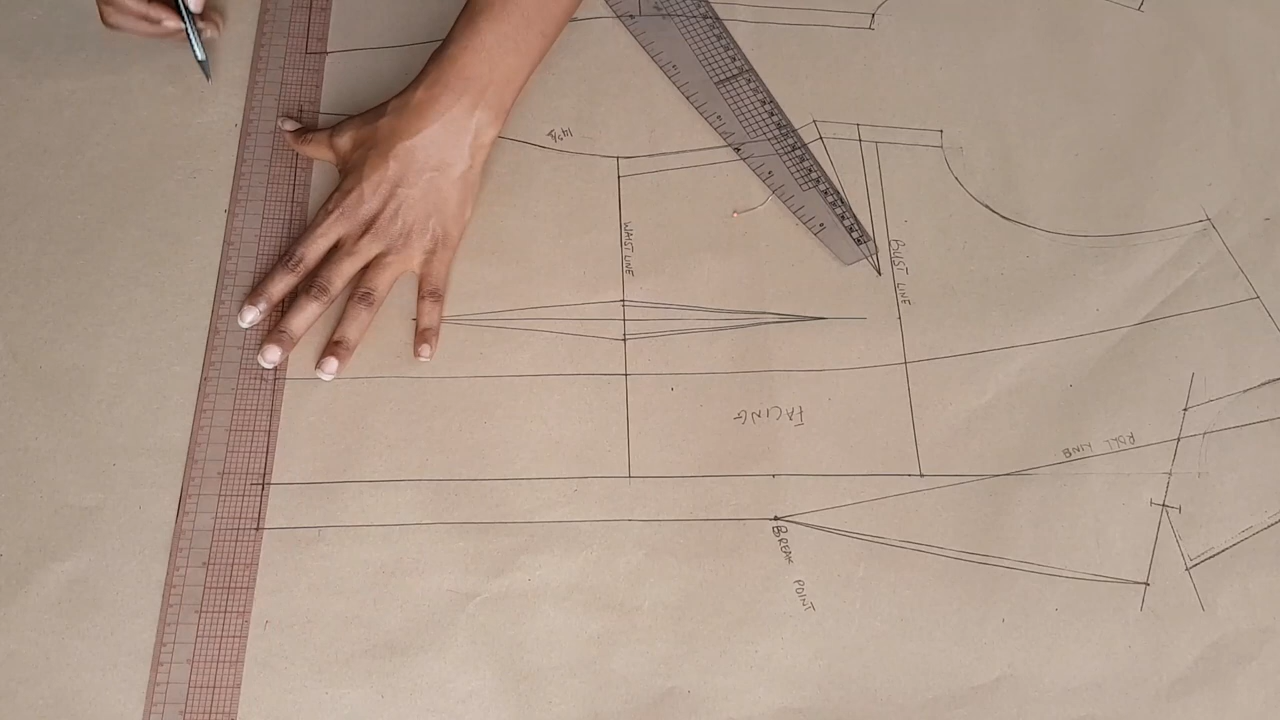 WAIST LINE
BUST LINE
FACING
ROLL LINE
BREAK POINT